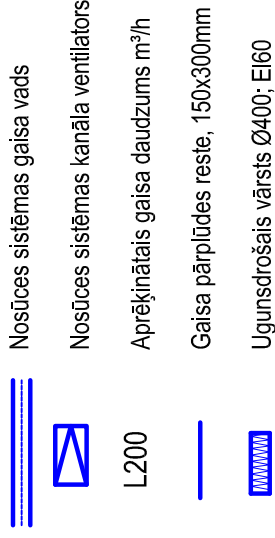 Nosūces sistēmas gaisa vads
Nosūces sistēmas kanāla ventilators
L200 Aprēķinātais gaisa daudzums m³/h
Gaisa pārplūdes reste, 150x300mm
Ugunsdrošais vārsts Ø400; EI60